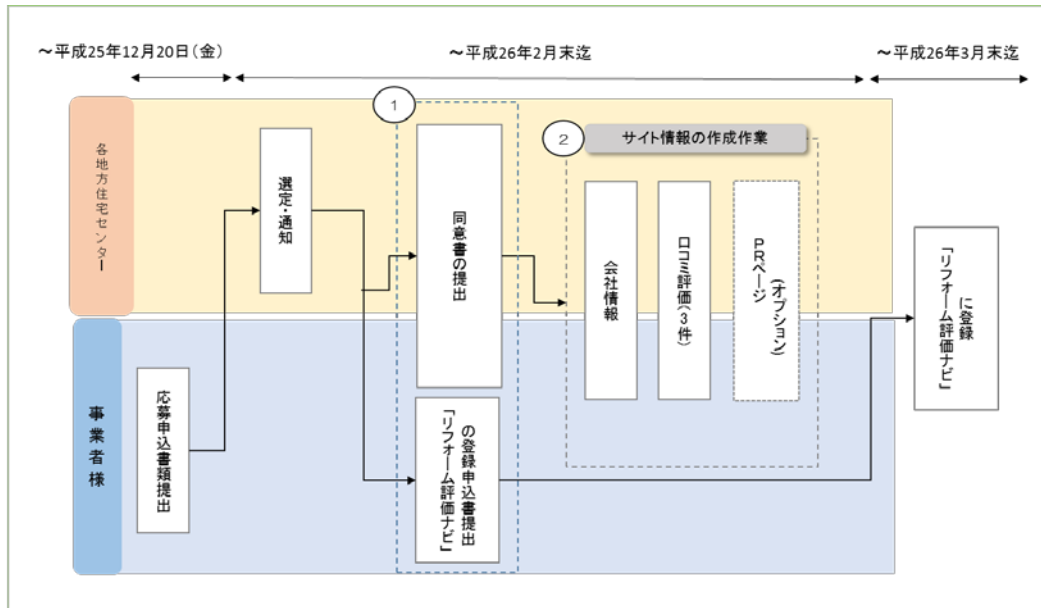 ～平成25年12月20日（金）
～平成26年2月末迄
～平成26年3月末迄
各地方住宅センター
選定・通知
1
同意書の提出
2
サイト情報の作成作業
会社情報
口コミ評価（3件）
PRページ
（オプション）
「リフォーム評価ナビ」
に登録
事業者様
応募申込書類提出
「リフォーム評価ナビ」
の登録申込書提出